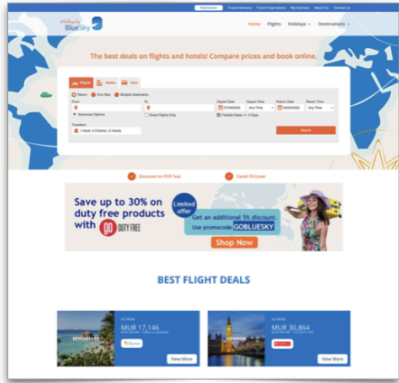 Holidays by
BlueSky
Home Flights Holidays Destinations
The best deals on flights and hotels! Compare prices and book online.
Flights Hotels Cars
Return One Way Multiple Destination
From To Depart Date Depart Time Return Date Return Time
Any Time Any Time
Advanced Options Direct Flights Only Flexible Dates +/- 3 Days
Travellers
Search
Discount on PCR Test Covid-19 Cover
Save up to 30% on
duty free products
with go DUTY FREE
Limited
offer
Get an additional 5% discount.
Use promocode GOBLUESKY
Shop Now
BEST FLIGHT DEALS
MUR 17,146
SEYCHELLES
View More
MUR 30,864
LONDON
View More